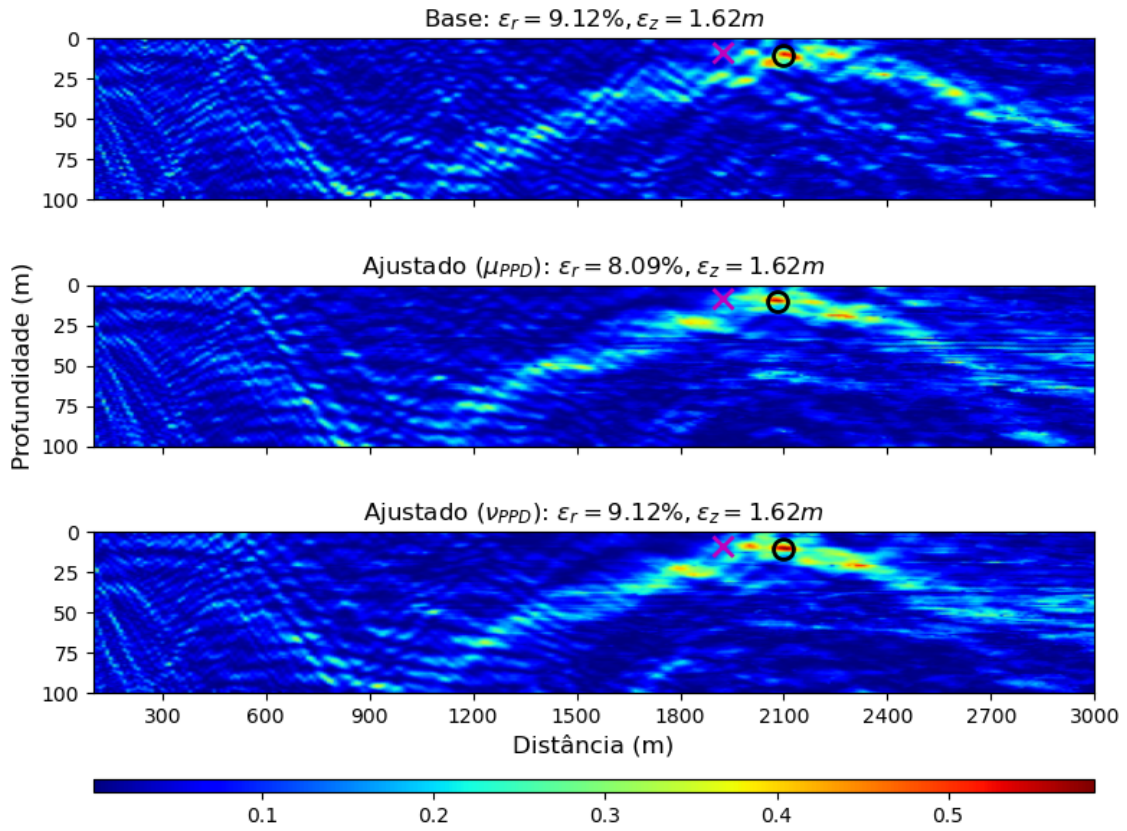 Base: εr = 9.12%, εz = 1.62m
0
25
50
75
100
Ajustado (μPPD): εr = 8.09%, εz = 1.62m
0
25
50
75
100
Profundidade (m)
Ajustado (νPPD): εr = 9.12%, εz = 1.62m
0
25
50
75
100
300 600 900 1200 1500 1800 2100 2400 2700 3000
Distância (m)
0.1 0.2 0.3 0.4 0.5